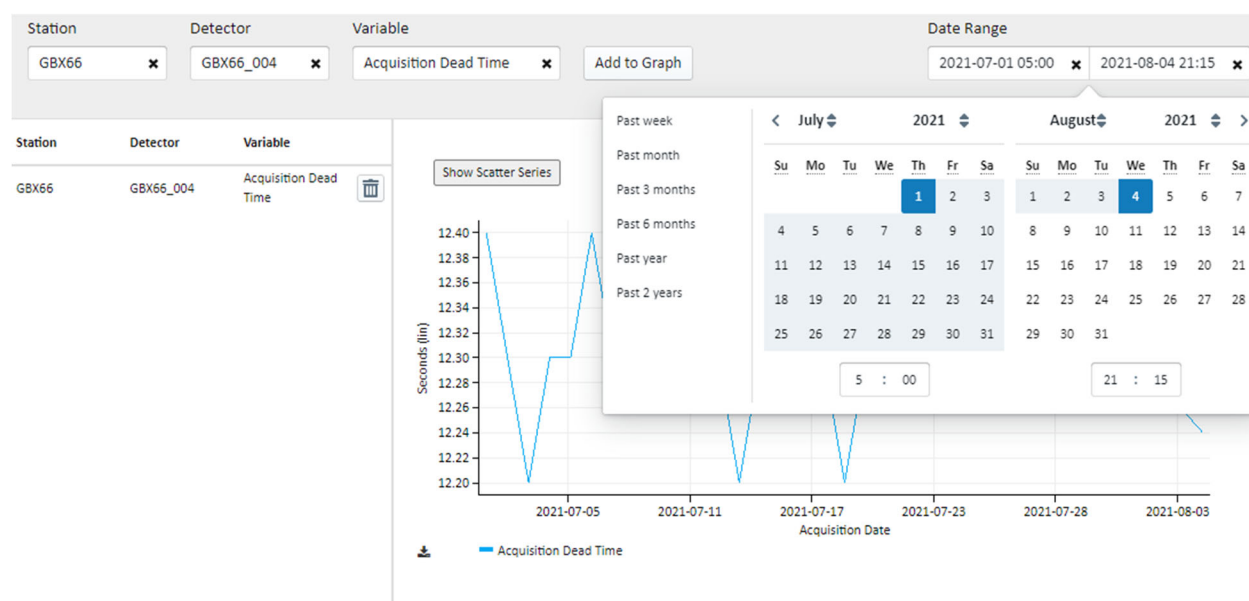 Station Detector Variable Date Range
GBX66 GBX66_004 Acquisition Dead Time Add to Graph 2021-07-01 05:00 2021-08-04 21:15
Station Detector Variable
GBX66 GBX66_004 Acquisition Dead
Time
Show Scatter Series
Past week
Past month
Past 3 months
Past 6 months
Past year
Past 2 years
July 2021
Su Mo Tu We Th Fr Sa
1 2 3
4 5 6 7 8 9 10
11 12 13 14 15 16 17
18 19 20 21 22 23 24
25 26 27 28 29 30 31
5 : 00
August 2021
Su Mo Tu We Th Fr Sa
1 2 3 4 5 6 7
8 9 10 11 12 13 14
15 16 17 18 19 20 21
22 23 24 25 26 27 28
29 30 31
21 : 15
Seconds (lin)
12.40
12.38
12.36
12.34
12.32
12.30
12.28
12.26
12.24
12.22
12.20
2021-07-05 2021-07-11 2021-07-17 2021-07-23 2021-07-28 2021-08-03
Acquisition Date
Acquisition Dead Time